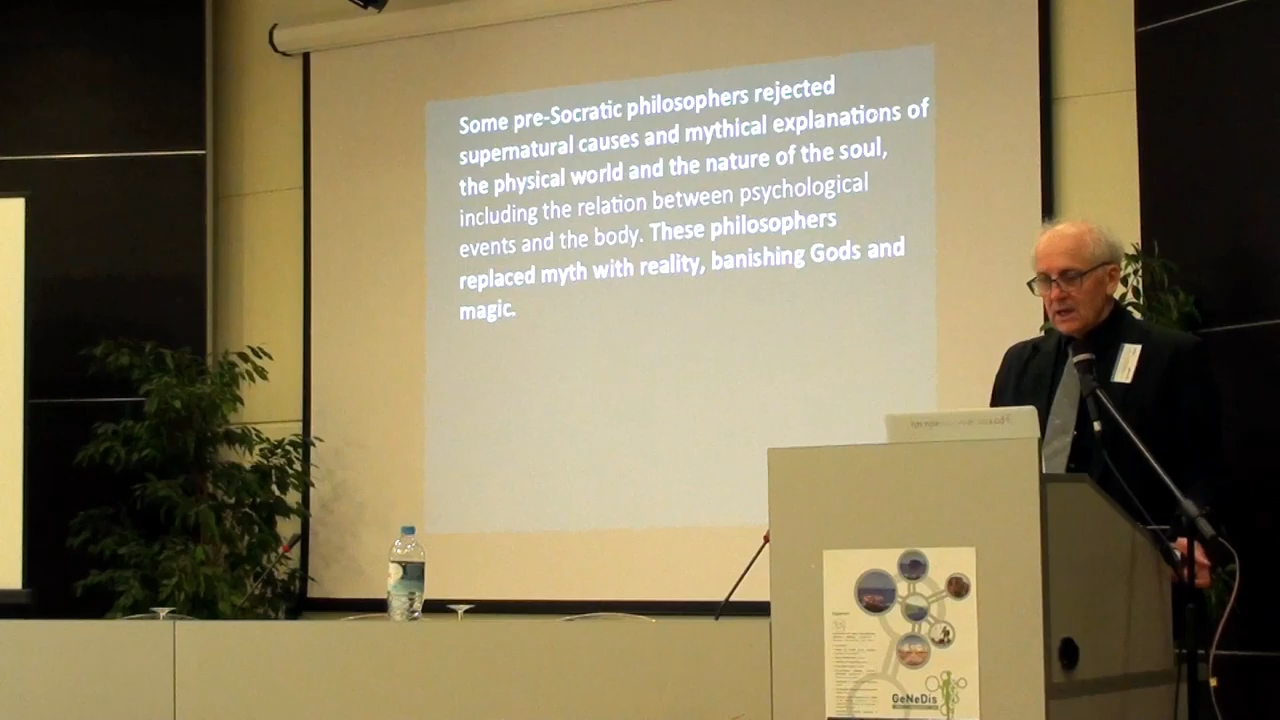 Some pre-Socratic philosophers rejected
supernatural causes and mythical explanations of
the physical world and the nature of the soul,
including the relation between psychological
events and the body. These philosophers
replaced myth with reality, banishing Gods and
magic.
GeNeDis